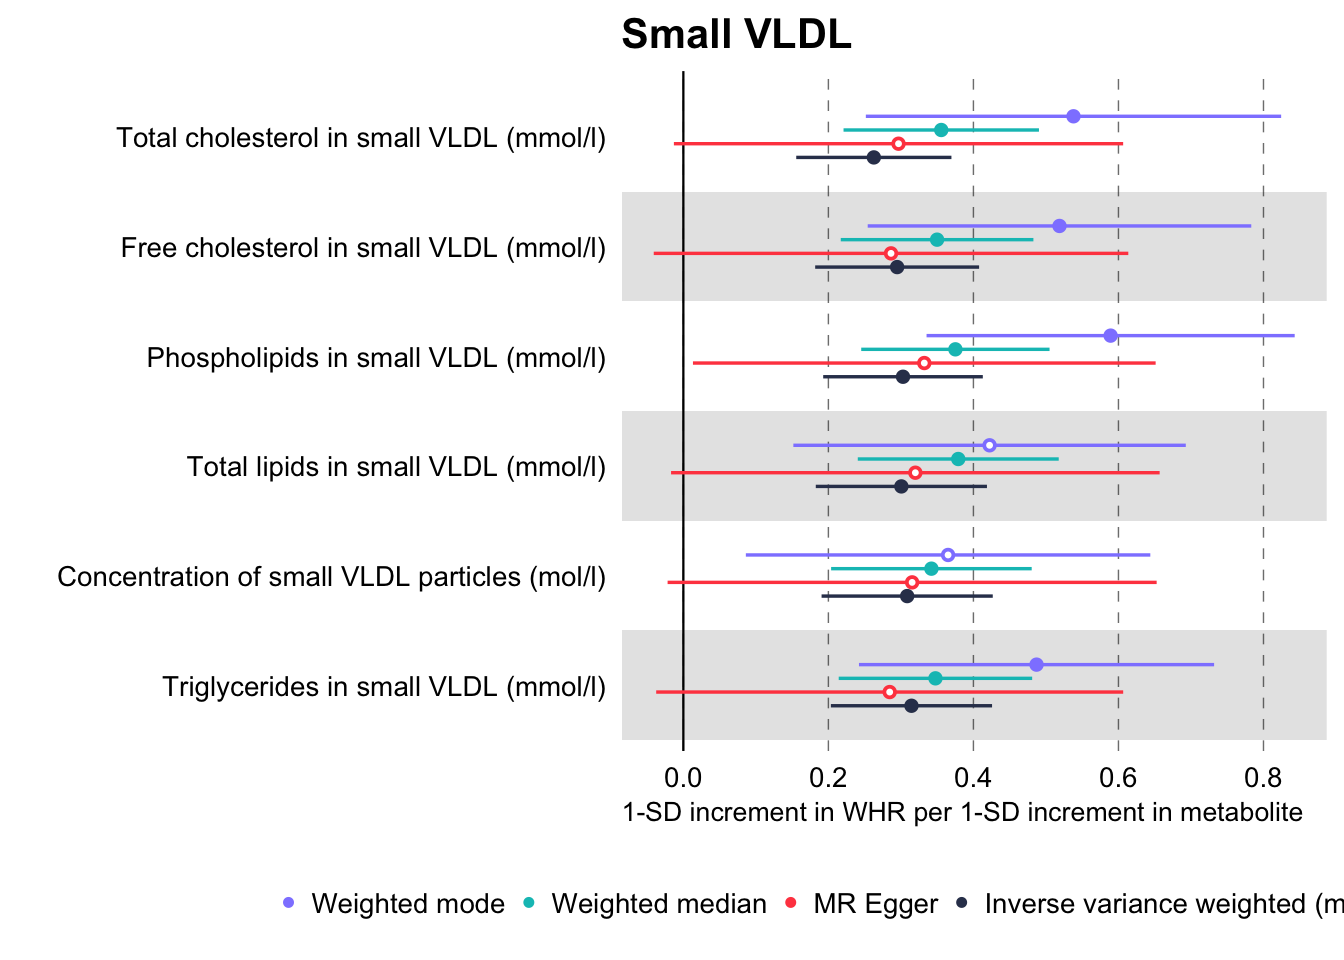 Small VLDL
Total cholesterol in small VLDL (mmol/l)
Free cholesterol in small VLDL (mmol/l)
Phospholipids in small VLDL (mmol/l)
Total lipids in small VLDL (mmol/l)
Concentration of small VLDL particles (mol/l)
Triglycerides in small VLDL (mmol/l)
0.0 0.2 0.4 0.6 0.8
1-SD increment in WHR per 1-SD increment in metabolite
Weighted mode Weighted median MR Egger Inverse variance weighted (m